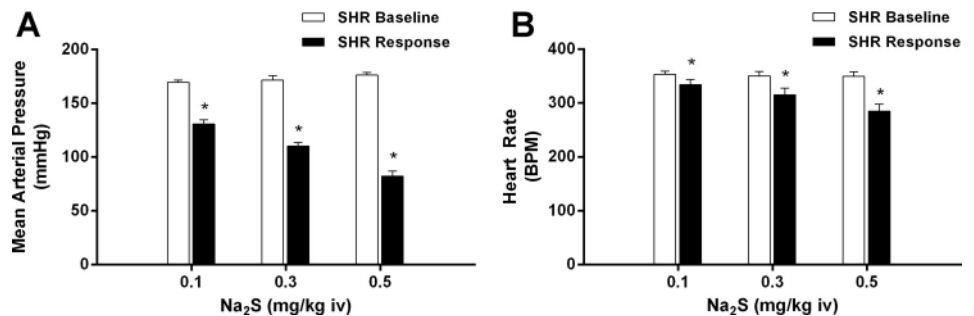 A
SHR Baseline
SHR Response
200
150
100
50
0
Mean Arterial Pressure
(mmHg)
*
*
*
0.1 0.3 0.5
Na₂S (mg/kg iv)
B
SHR Baseline
SHR Response
400
300
200
100
0
Heart Rate
(BPM)
*
*
*
0.1 0.3 0.5
Na₂S (mg/kg iv)